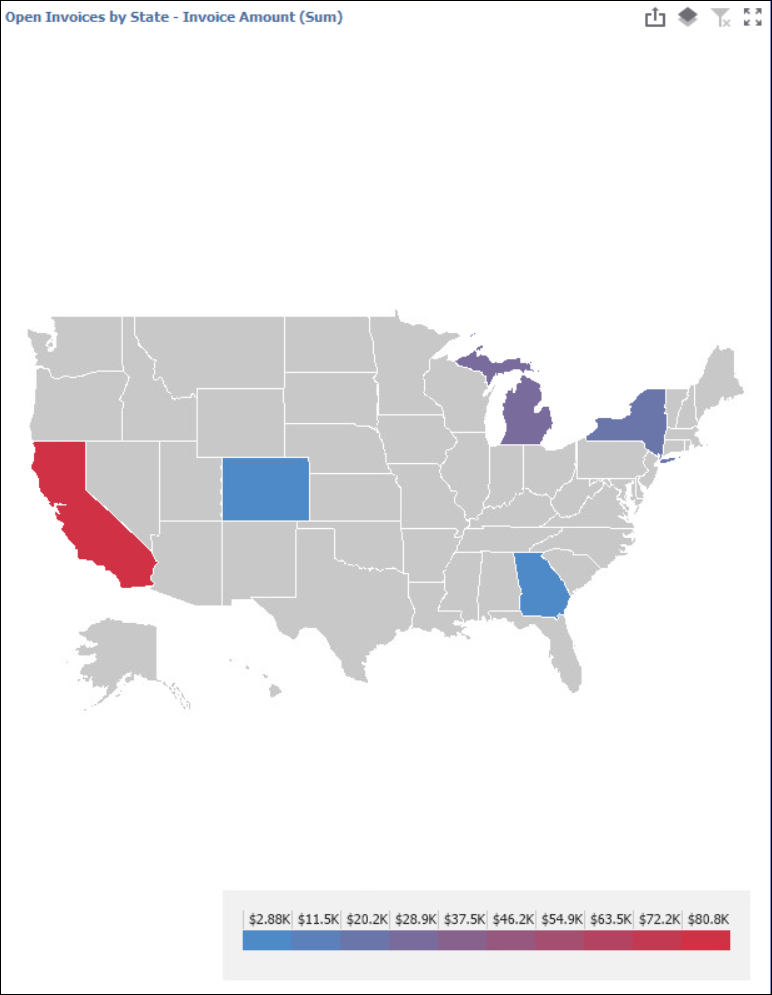 Open Invoices by State - Invoice Amount (Sum)
$2.88K $11.5K $20.2K $28.9K $37.5K $46.2K $54.9K $63.5K $72.2K $80.8K